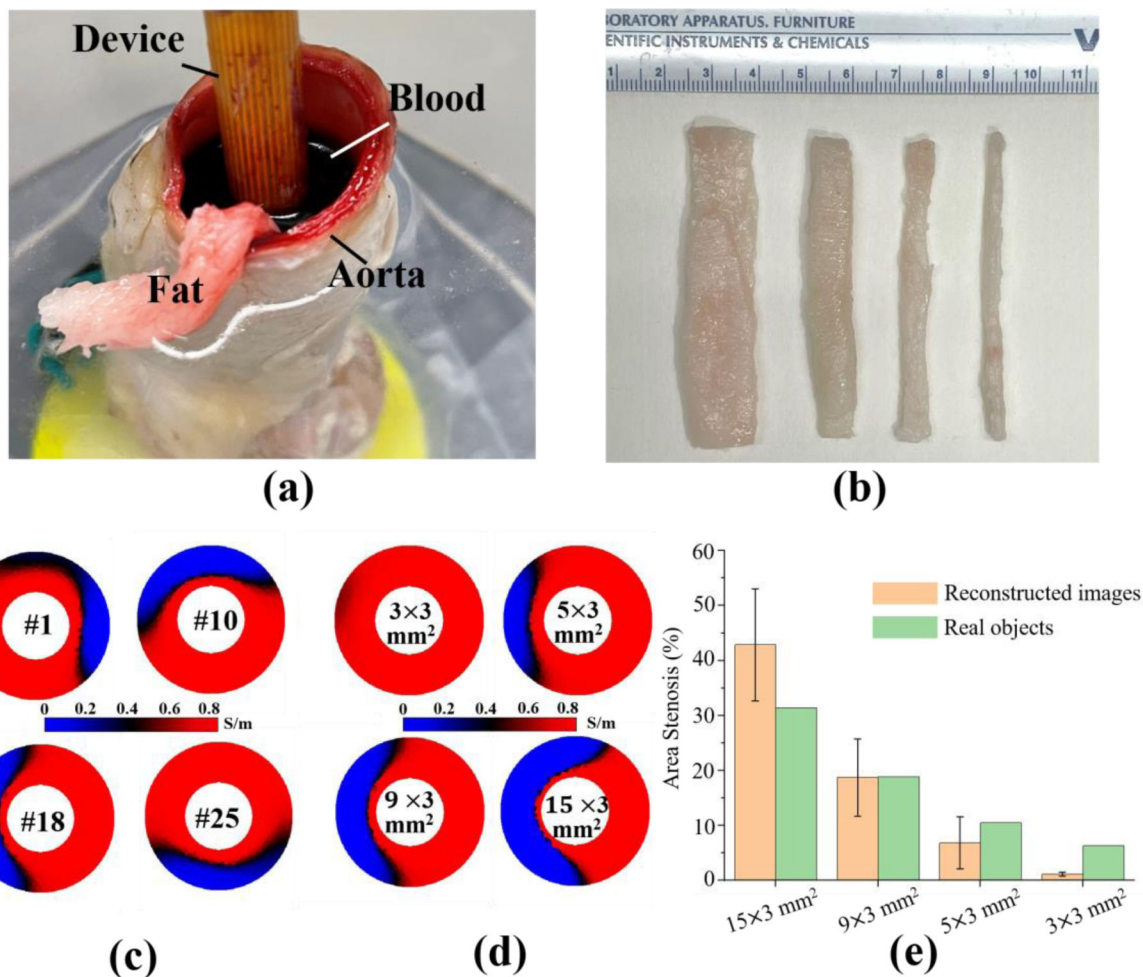 Device
Blood
Fat
Aorta
(a)
ORATORY APPARATUS. FURNITURE
ENTIFIC INSTRUMENTS & CHEMICALS
1 2 3 4 5 6 7 8 9 10 11
(b)
#1
#10
0 0.2 0.4 0.6 0.8
S/m
#18
#25
(c)
3×3
mm²
5×3
mm²
0 0.2 0.4 0.6 0.8
S/m
9 ×3
mm²
15 ×3
mm²
(d)
60
50
40
30
20
10
0
Area Stenosis (%)
Reconstructed images
Real objects
15×3 mm² 9×3 mm² 5×3 mm² 3×3 mm²
(e)